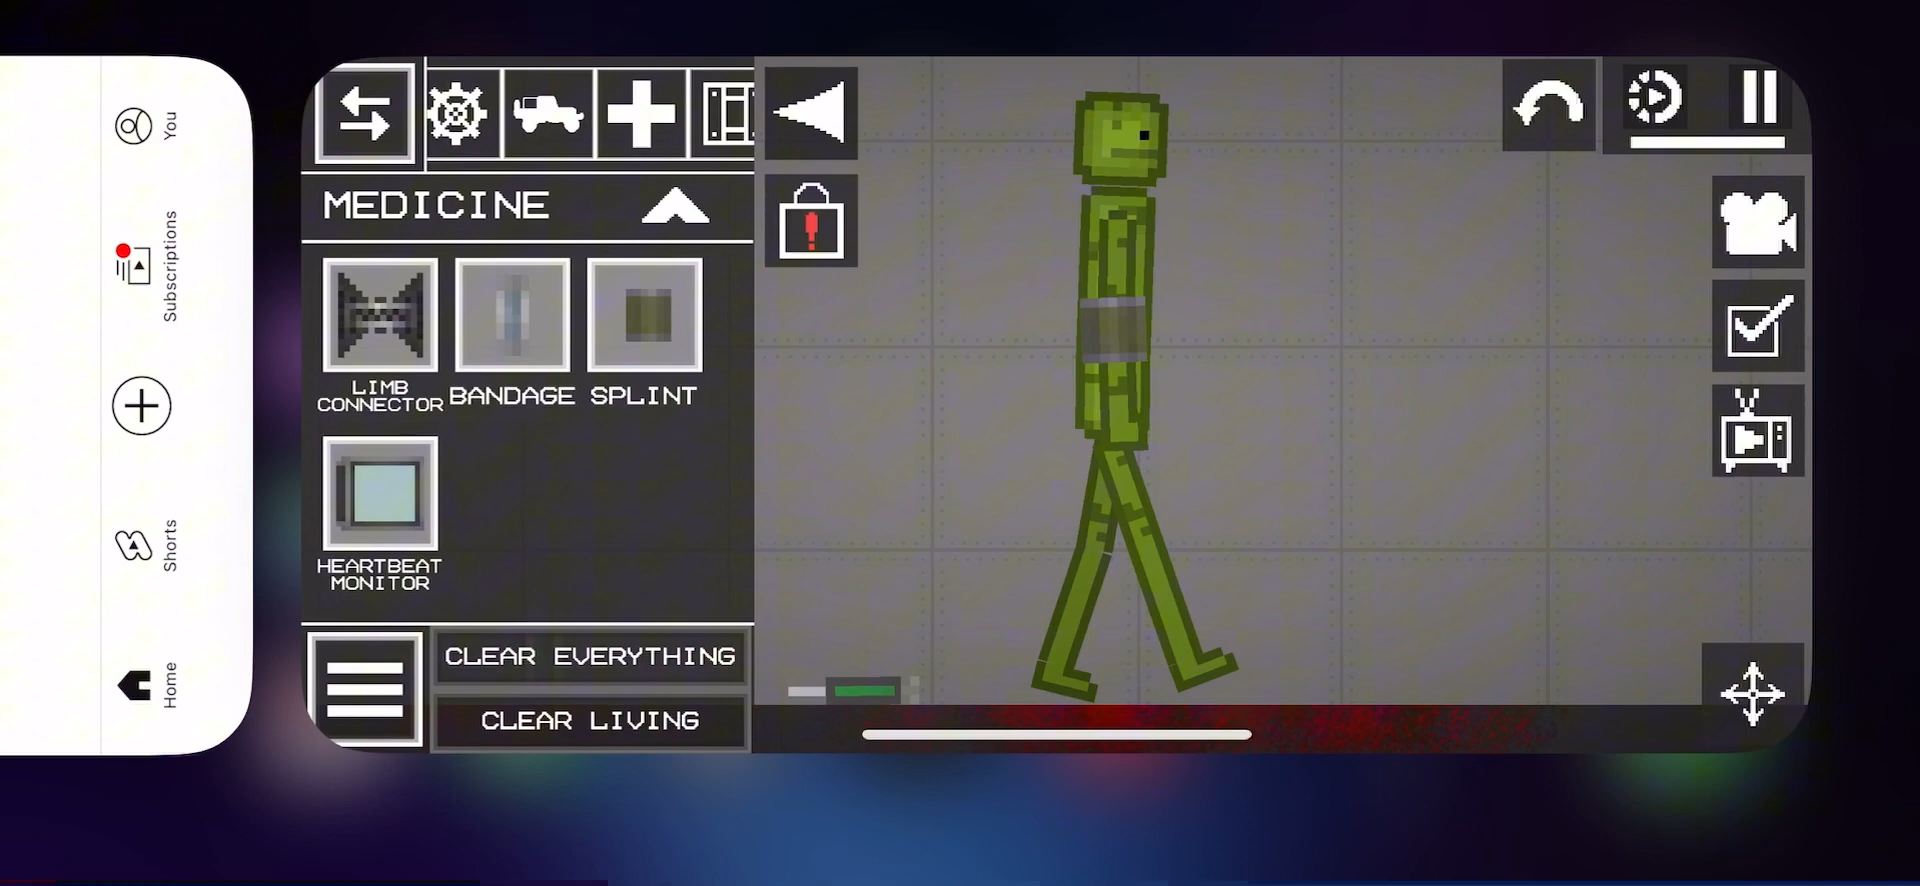 You
Subscriptions
Shorts
Home
MEDICINE
LIMB
CONNECTOR
BANDAGE
SPLINT
HEARTBEAT
MONITOR
CLEAR EVERYTHING
CLEAR LIVING